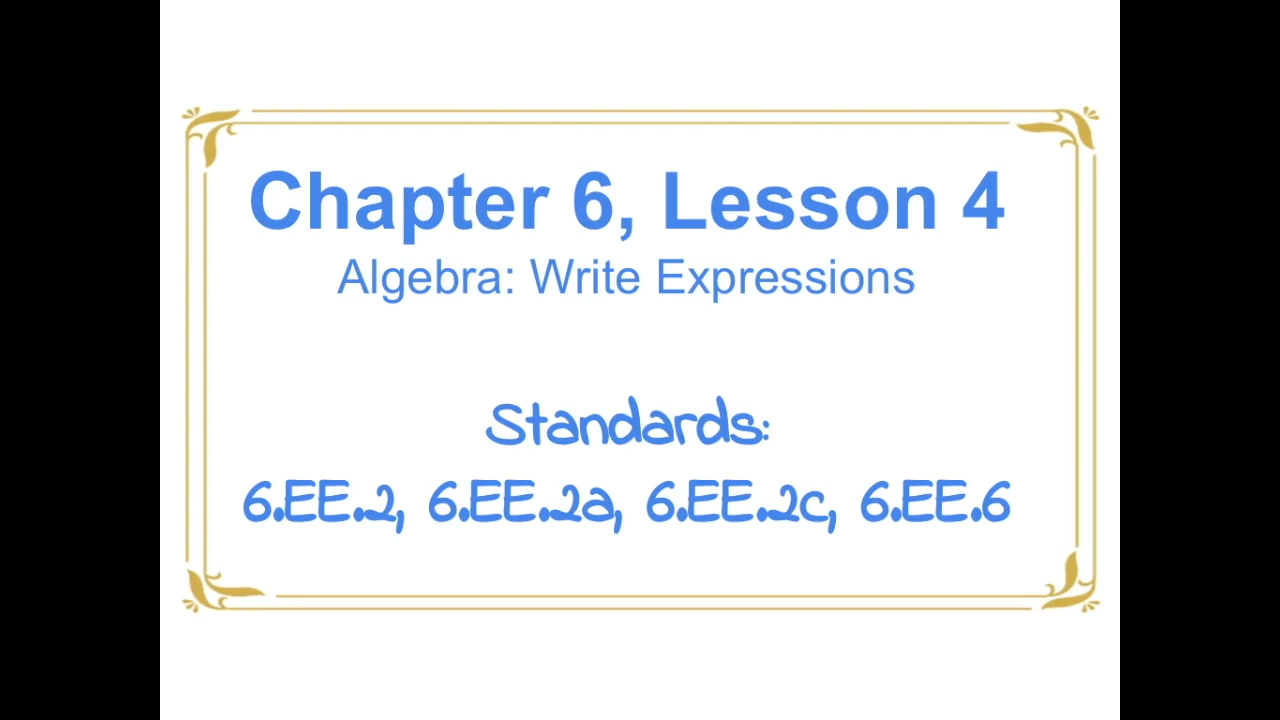 Chapter 6, Lesson 4
Algebra: Write Expressions
Standards:
6.EE.2, 6.EE.2a, 6.EE.2c, 6.EE.6